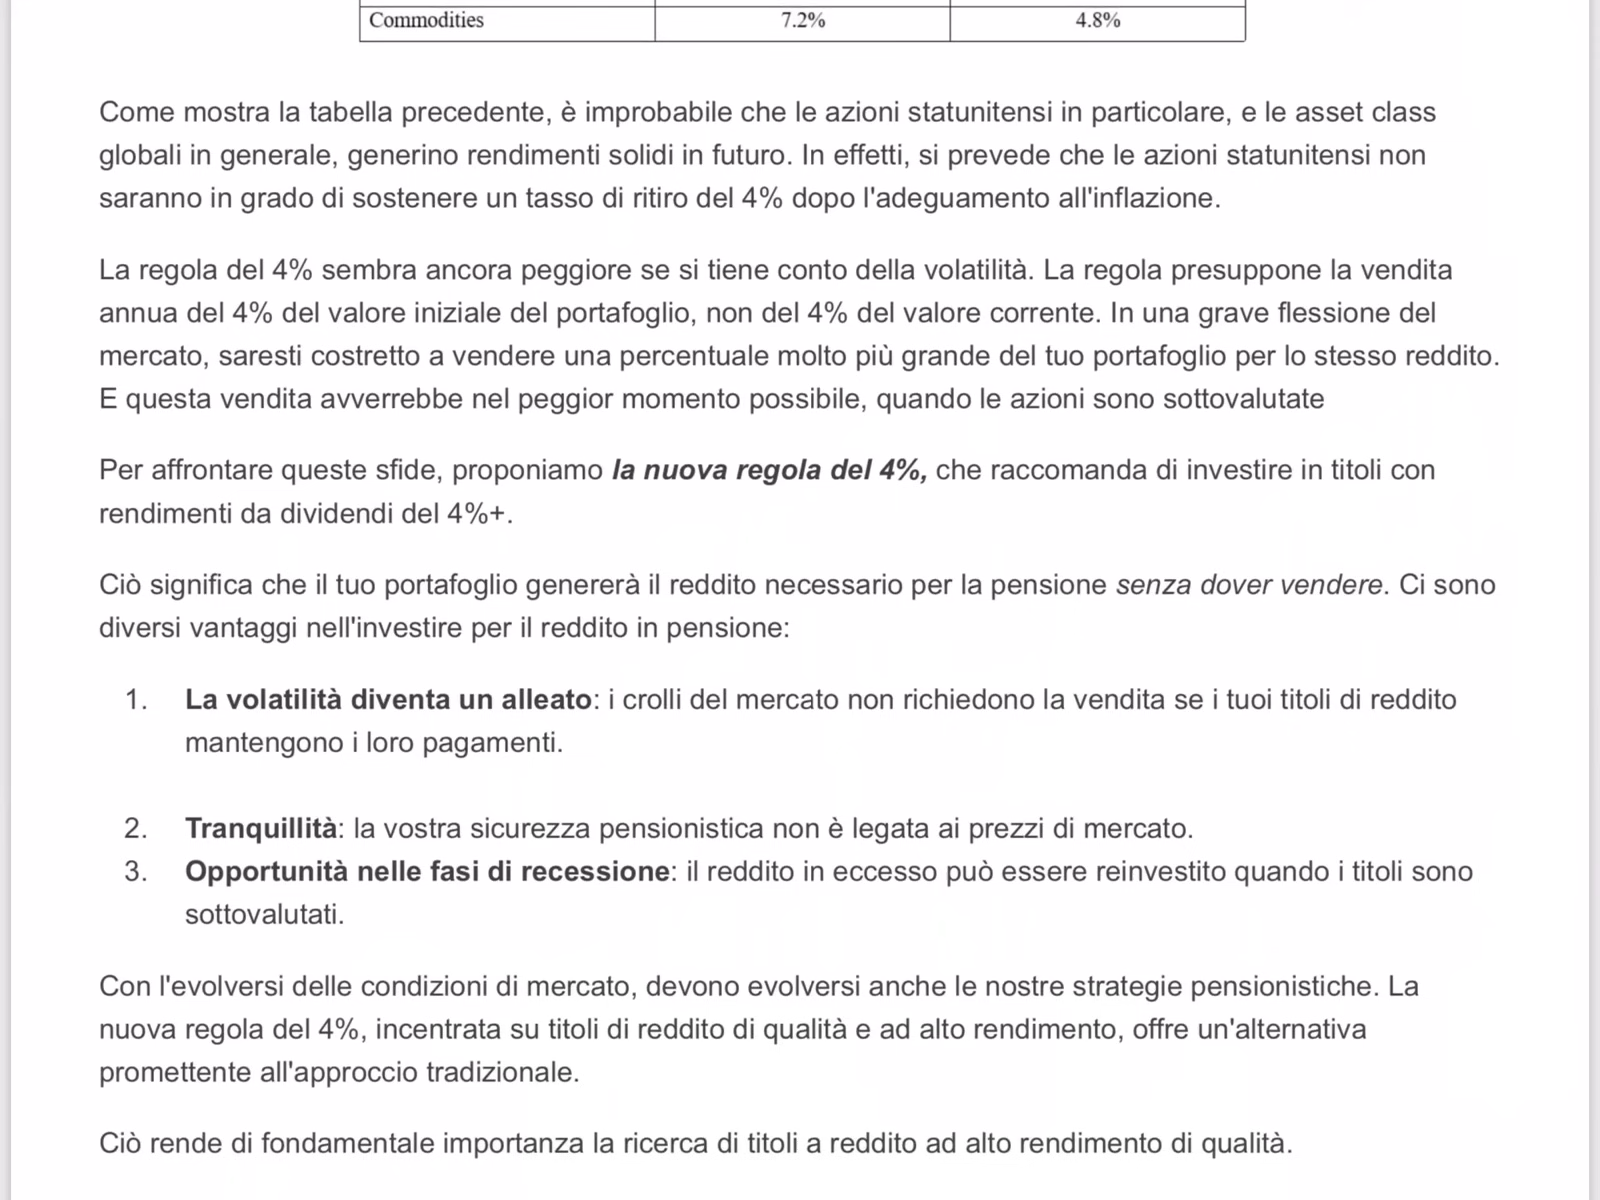 Commodities 7.2% 4.8%
Come mostra la tabella precedente, è improbabile che le azioni statunitensi in particolare, e le asset class
globali in generale, generino rendimenti solidi in futuro. In effetti, si prevede che le azioni statunitensi non
saranno in grado di sostenere un tasso di ritiro del 4% dopo l'adeguamento all'inflazione.
La regola del 4% sembra ancora peggiore se si tiene conto della volatilità. La regola presuppone la vendita
annua del 4% del valore iniziale del portafoglio, non del 4% del valore corrente. In una grave flessione del
mercato, saresti costretto a vendere una percentuale molto più grande del tuo portafoglio per lo stesso reddito.
E questa vendita avverrebbe nel peggior momento possibile, quando le azioni sono sottovalutate
Per affrontare queste sfide, proponiamo la nuova regola del 4%, che raccomanda di investire in titoli con
rendimenti da dividendi del 4%+.
Ciò significa che il tuo portafoglio genererà il reddito necessario per la pensione senza dover vendere. Ci sono
diversi vantaggi nell'investire per il reddito in pensione:
1. La volatilità diventa un alleato: i crolli del mercato non richiedono la vendita se i tuoi titoli di reddito
mantengono i loro pagamenti.
2. Tranquillità: la vostra sicurezza pensionistica non è legata ai prezzi di mercato.
3. Opportunità nelle fasi di recessione: il reddito in eccesso può essere reinvestito quando i titoli sono
sottovalutati.
Con l'evolversi delle condizioni di mercato, devono evolversi anche le nostre strategie pensionistiche. La
nuova regola del 4%, incentrata su titoli di reddito di qualità e ad alto rendimento, offre un'alternativa
promettente all'approccio tradizionale.
Ciò rende di fondamentale importanza la ricerca di titoli a reddito ad alto rendimento di qualità.